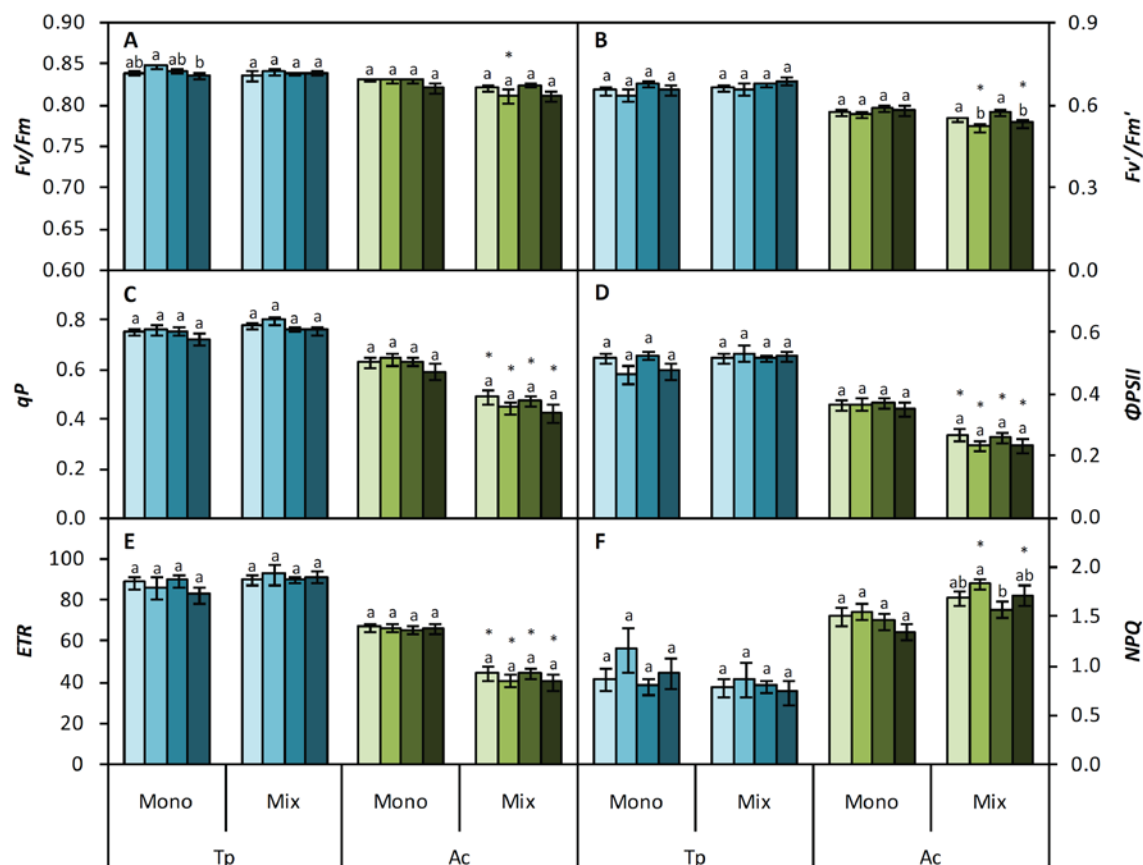 A
B
Fv/Fm
Fv'/Fm'
0.90
0.85
0.80
0.75
0.70
0.65
0.60
0.9
0.6
0.3
0.0
ab a ab b a a a a a a a a a * a a a
a a a a a a a a a a a a a * b a * b
C
D
qP
ΦPSII
0.8
0.6
0.4
0.2
0.0
0.6
0.4
0.2
0.0
a a a a a a a a a a a a * a * a * a * a
a a a a a a a a a a a a * a * a * a * a
E
F
ETR
NPQ
100
80
60
40
20
0
2.0
1.5
1.0
0.5
0.0
a a a a a a a a a a a a * a * a * a * a
a a a a a a a a a a a a ab * a b * ab
Mono Mix Mono Mix Mono Mix Mono Mix
Tp Ac Tp Ac